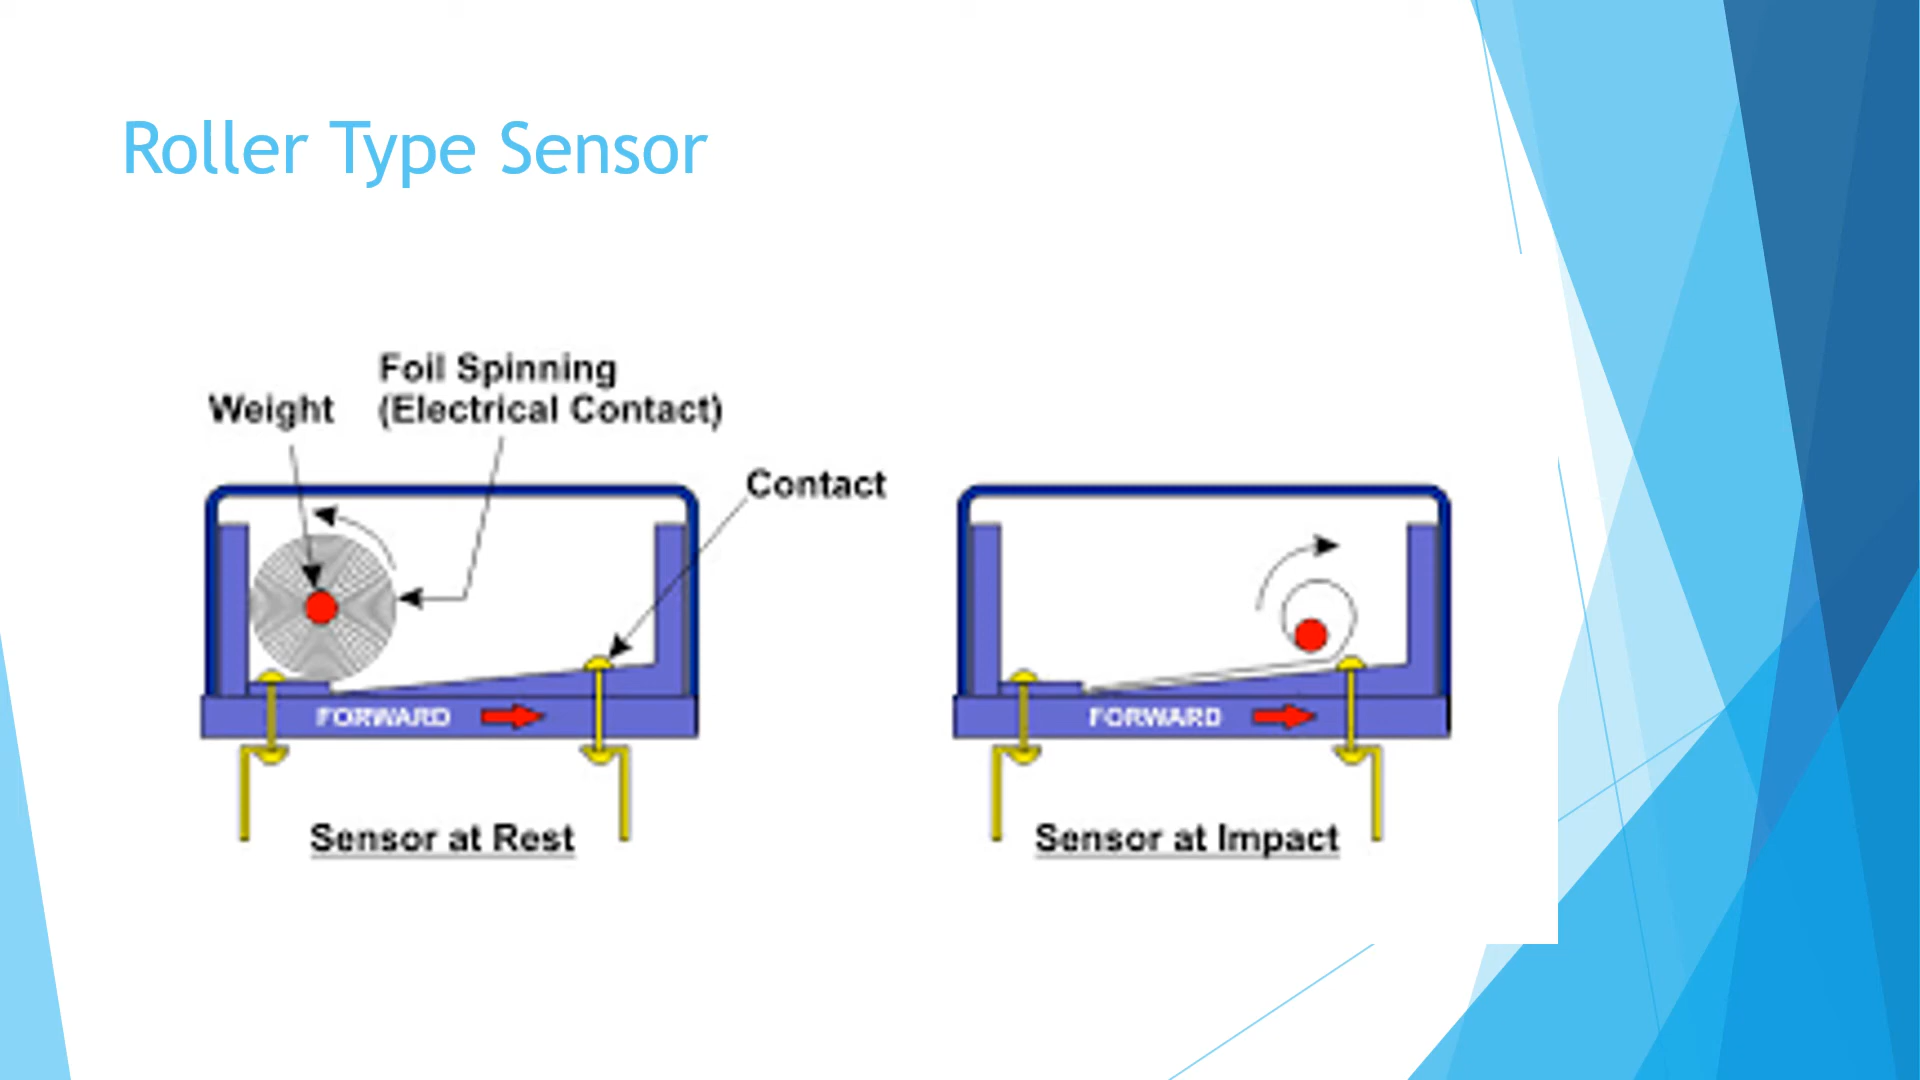 Roller Type Sensor
Foil Spinning
Weight (Electrical Contact)
Contact
FORWARD
FORWARD
Sensor at Rest
Sensor at Impact